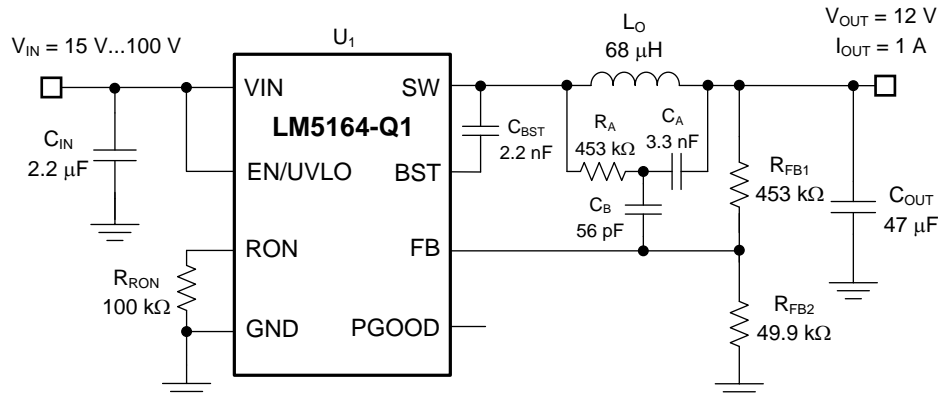 V_IN = 15 V...100 V
U₁
L_O
68 μH
V_OUT = 12 V
I_OUT = 1 A
VIN
SW
LM5164-Q1
C_IN
2.2 μF
EN/UVLO
BST
C_BST
2.2 nF
R_A
453 kΩ
C_A
3.3 nF
C_B
56 pF
R_FB1
453 kΩ
C_OUT
47 μF
RON
FB
R_RON
100 kΩ
GND
PGOOD
R_FB2
49.9 kΩ